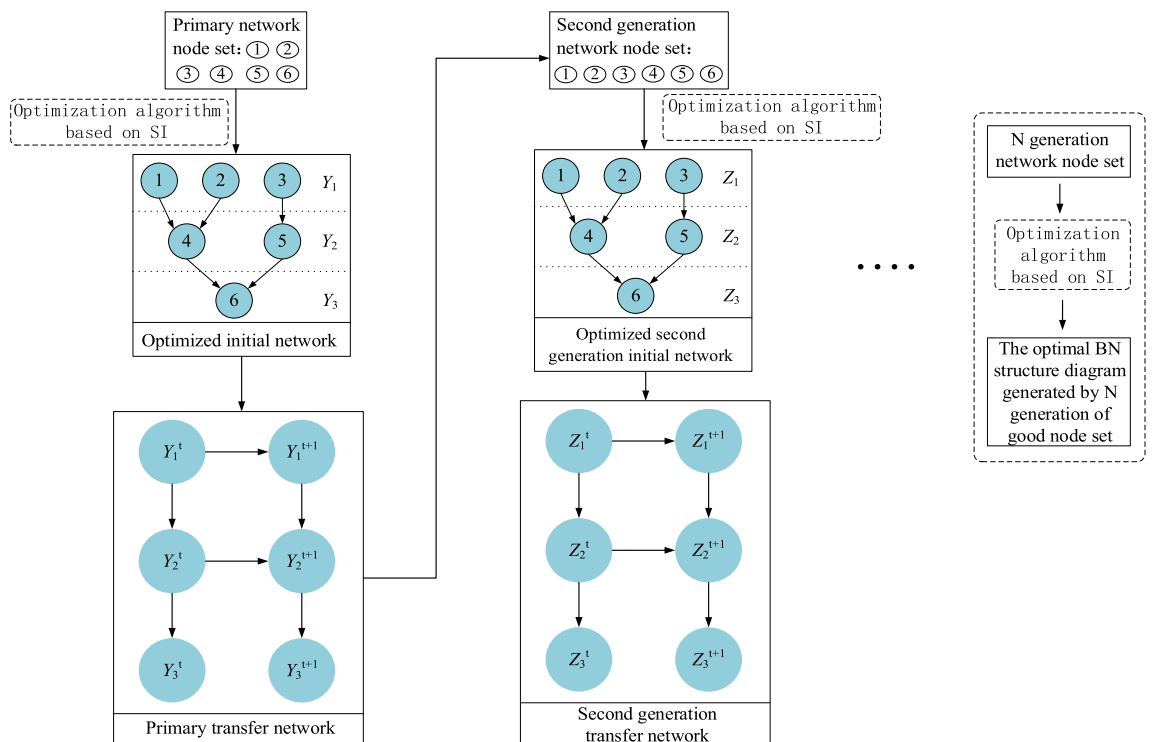 Primary network
node set: ① ②
③ ④ ⑤ ⑥
Optimization algorithm
based on SI
1 2 3 Y₁
4 5 Y₂
6 Y₃
Optimized initial network
Y₁ᵗ Y₁ᵗ⁺¹
Y₂ᵗ Y₂ᵗ⁺¹
Y₃ᵗ Y₃ᵗ⁺¹
Primary transfer network
Second generation
network node set:
① ② ③ ④ ⑤ ⑥
Optimization algorithm
based on SI
1 2 3 Z₁
4 5 Z₂
6 Z₃
Optimized second
generation initial network
Z₁ᵗ Z₁ᵗ⁺¹
Z₂ᵗ Z₂ᵗ⁺¹
Z₃ᵗ Z₃ᵗ⁺¹
Second generation
transfer network
N generation
network node set
Optimization
algorithm
based on SI
The optimal BN
structure diagram
generated by N
generation of
good node set